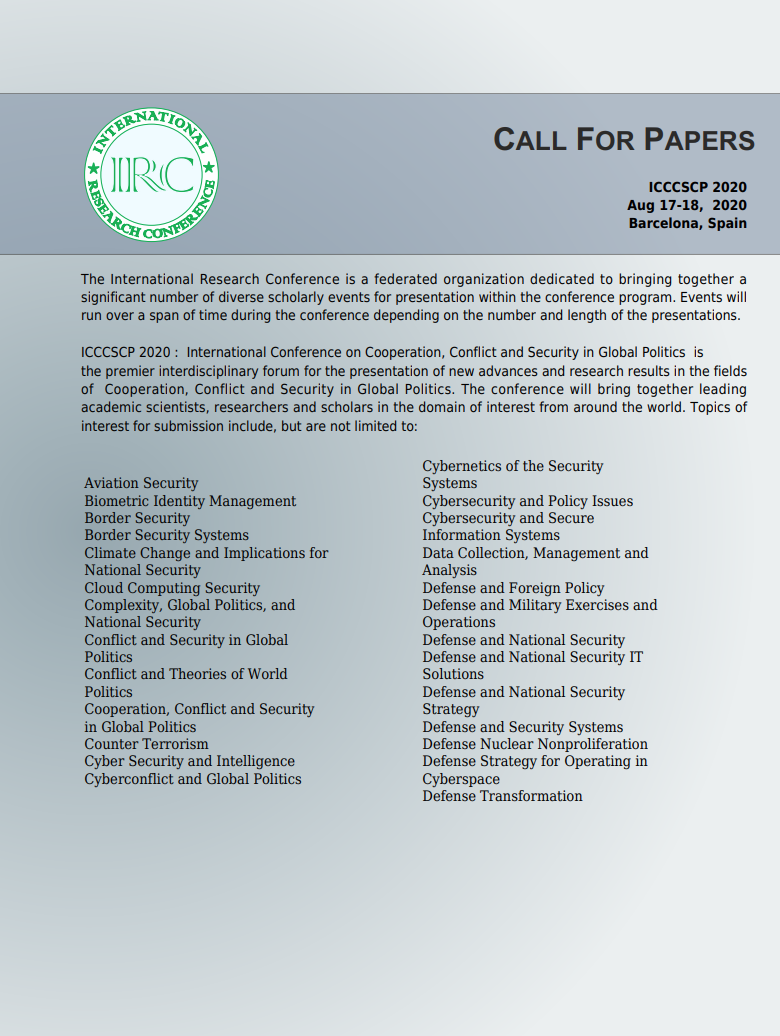 INTERNATIONAL
IRC
RESEARCH CONFERENCE
CALL FOR PAPERS
ICCCSCP 2020
Aug 17-18,  2020
Barcelona, Spain
The International Research Conference is a federated organization dedicated to bringing together a
significant number of diverse scholarly events for presentation within the conference program. Events will
run over a span of time during the conference depending on the number and length of the presentations.
ICCCSCP 2020 :  International Conference on Cooperation, Conflict and Security in Global Politics  is
the premier interdisciplinary forum for the presentation of new advances and research results in the fields
of  Cooperation, Conflict and Security in Global Politics. The conference will bring together leading
academic scientists, researchers and scholars in the domain of interest from around the world. Topics of
interest for submission include, but are not limited to:
Aviation Security
Biometric Identity Management
Border Security
Border Security Systems
Climate Change and Implications for
National Security
Cloud Computing Security
Complexity, Global Politics, and
National Security
Conflict and Security in Global
Politics
Conflict and Theories of World
Politics
Cooperation, Conflict and Security
in Global Politics
Counter Terrorism
Cyber Security and Intelligence
Cyberconflict and Global Politics
Cybernetics of the Security
Systems
Cybersecurity and Policy Issues
Cybersecurity and Secure
Information Systems
Data Collection, Management and
Analysis
Defense and Foreign Policy
Defense and Military Exercises and
Operations
Defense and National Security
Defense and National Security IT
Solutions
Defense and National Security
Strategy
Defense and Security Systems
Defense Nuclear Nonproliferation
Defense Strategy for Operating in
Cyberspace
Defense Transformation